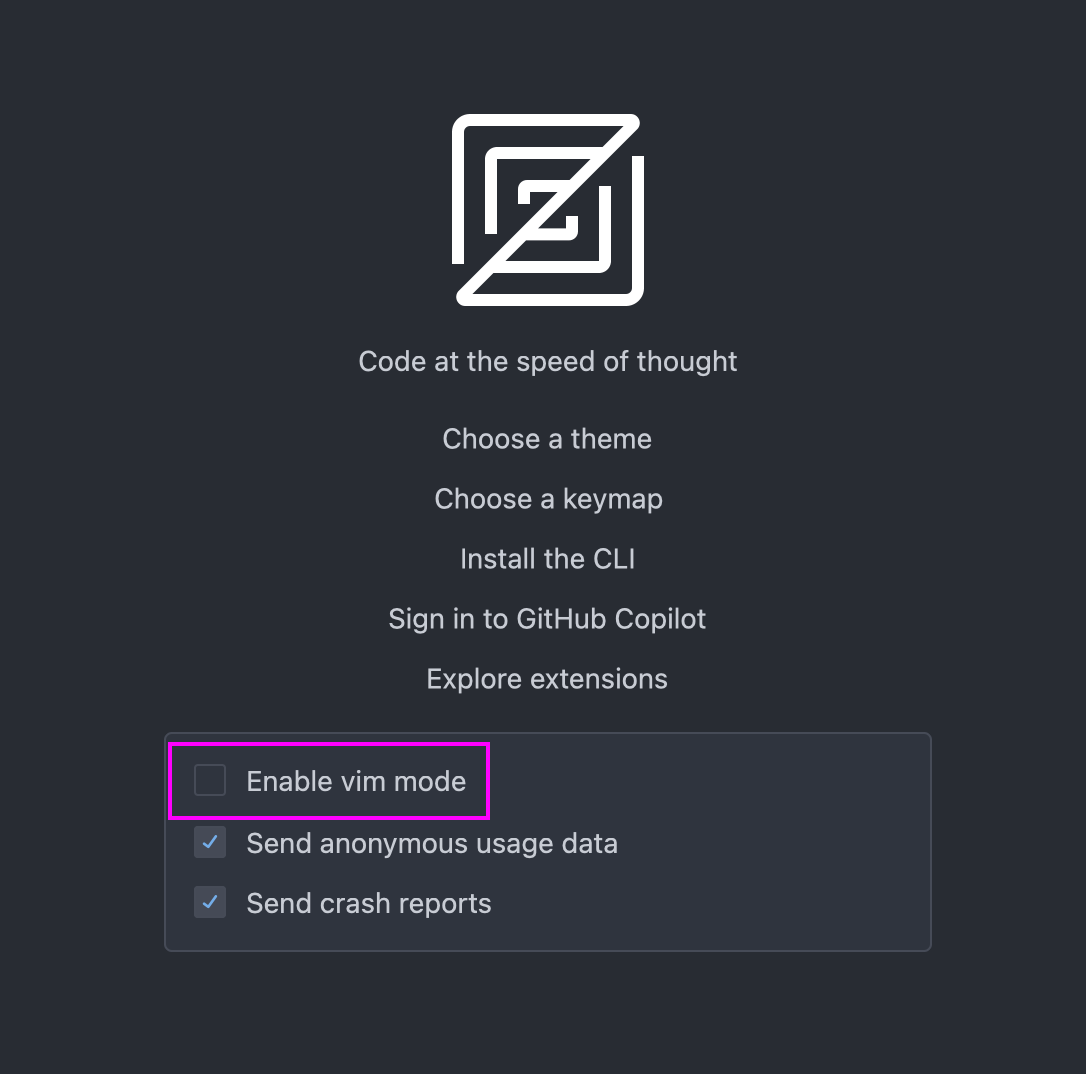 Code at the speed of thought
Choose a theme
Choose a keymap
Install the CLI
Sign in to GitHub Copilot
Explore extensions
Enable vim mode
Send anonymous usage data
Send crash reports